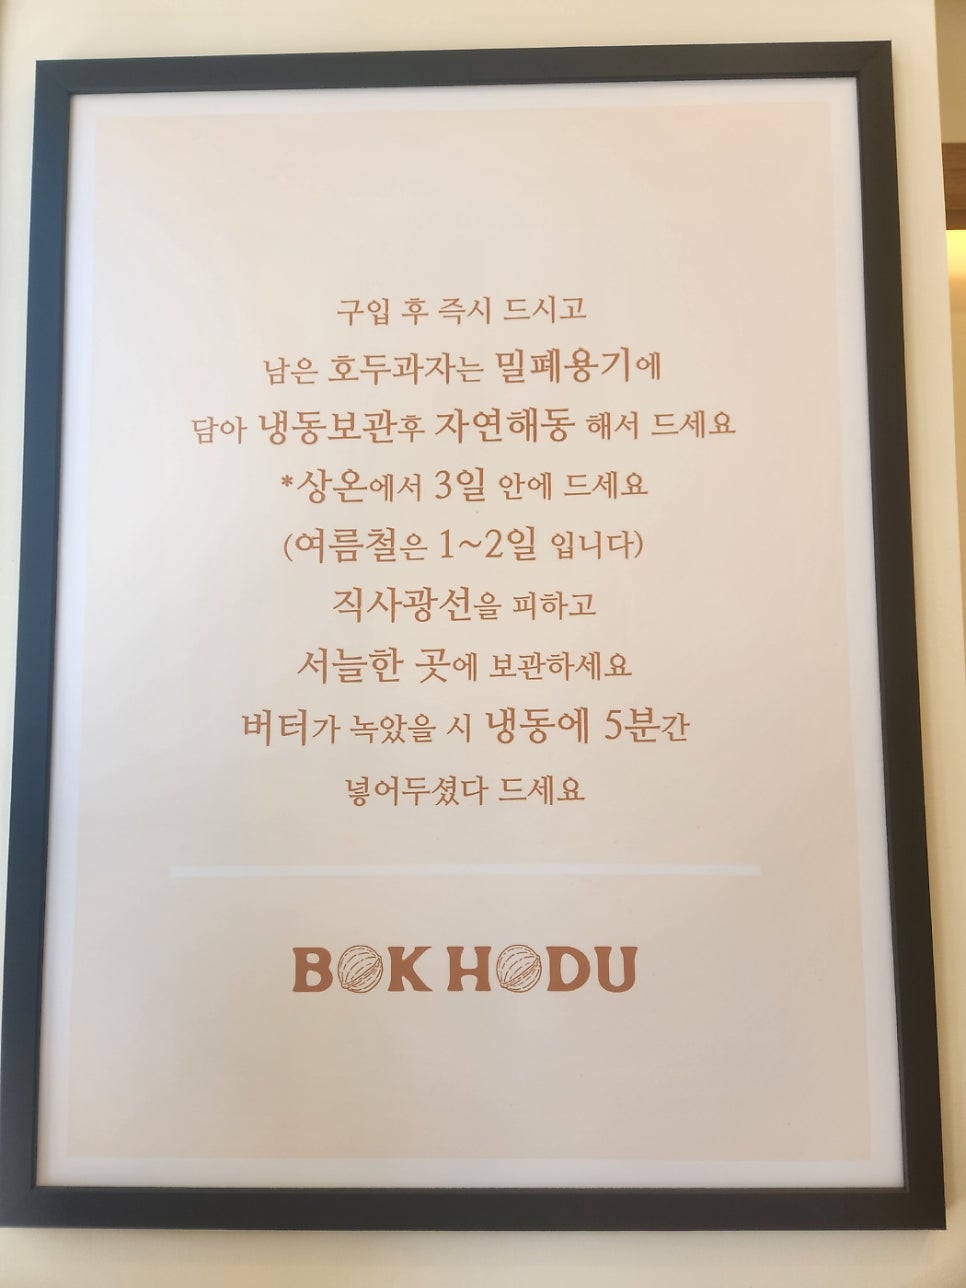 구입 후 즉시 드시고
남은 호두과자는 밀폐용기에
담아 냉동보관후 자연해동 해서 드세요
*상온에서 3일 안에 드세요
(여름철은 1~2일 입니다)
직사광선을 피하고
서늘한 곳에 보관하세요
버터가 녹았을 시 냉동에 5분간
넣어두셨다 드세요
BOK HODU